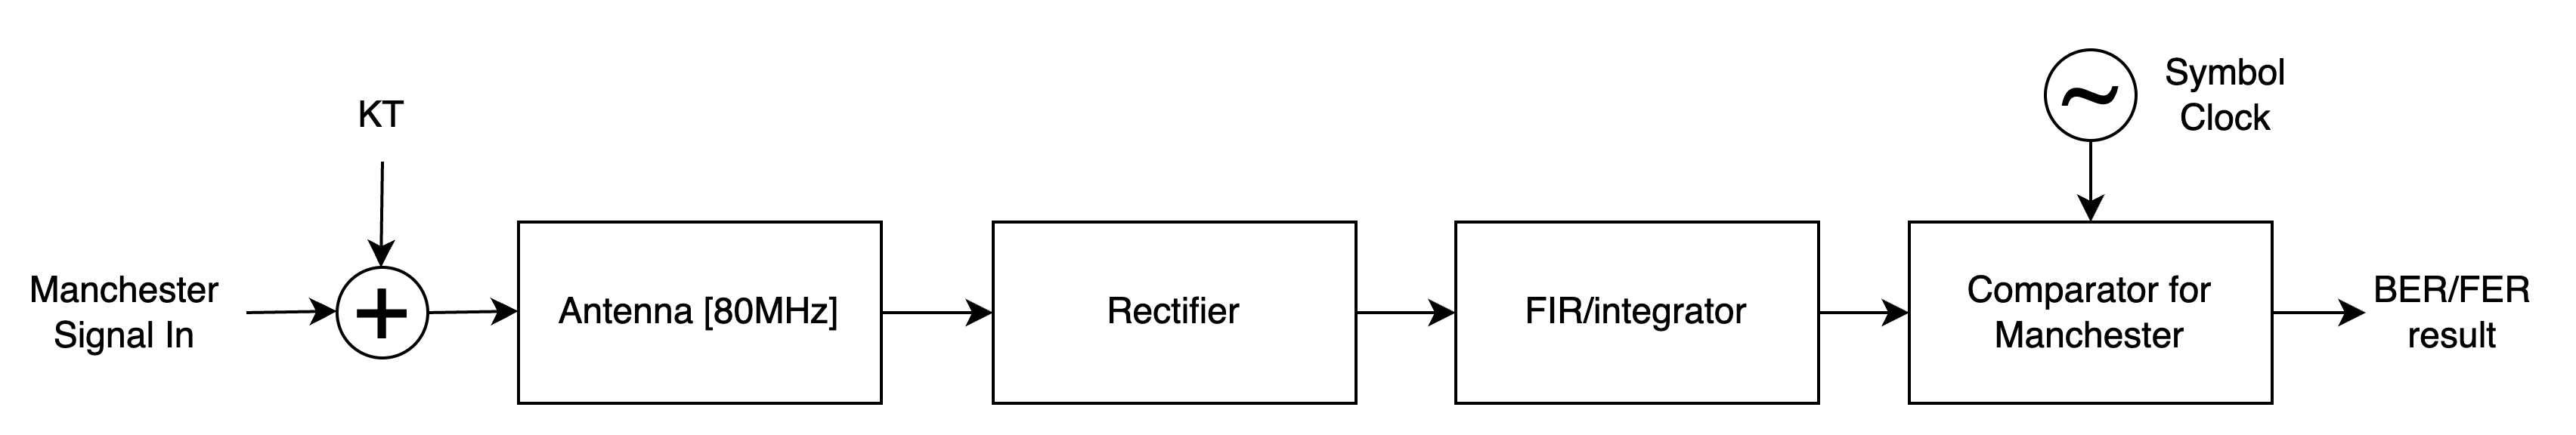 KT
Manchester
Signal In
+
Antenna [80MHz]
Rectifier
FIR/integrator
~
Symbol
Clock
Comparator for
Manchester
BER/FER
result